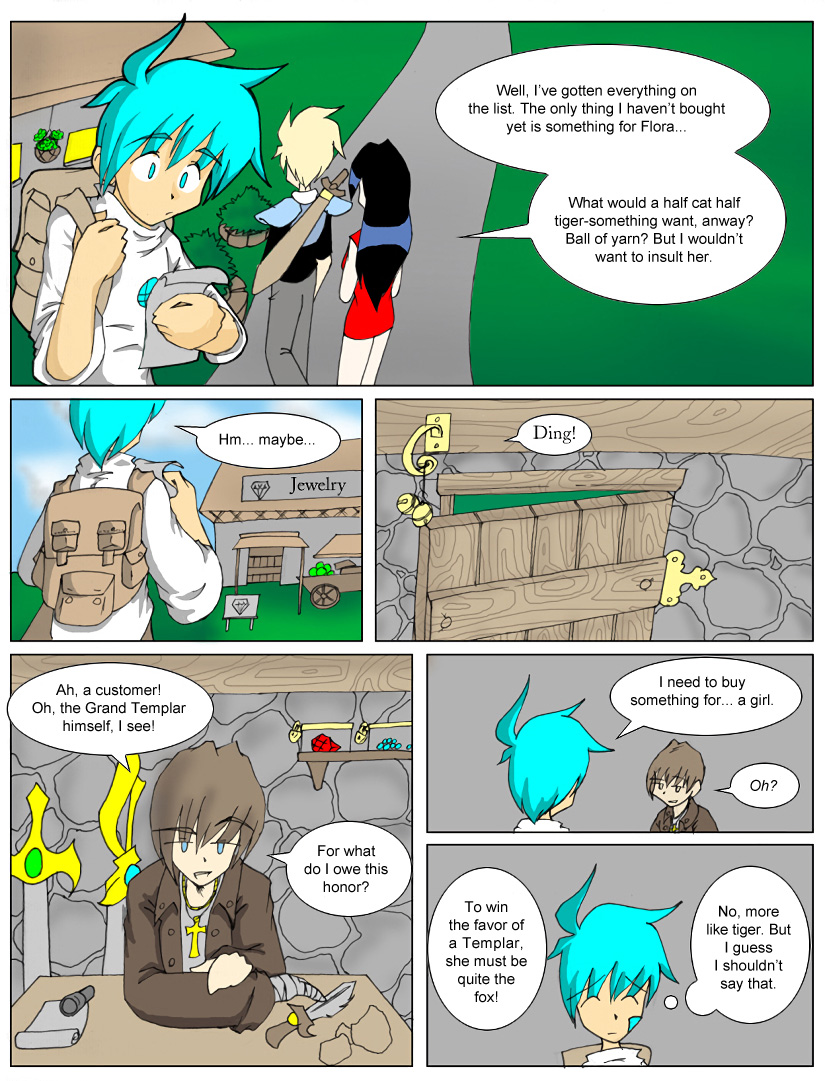 Well, I've gotten everything on
the list. The only thing I haven't bought
yet is something for Flora...
What would a half cat half
tiger-something want, anway?
Ball of yarn? But I wouldn't
want to insult her.
Hm... maybe...
Jewelry
Ding!
Ah, a customer!
Oh, the Grand Templar
himself, I see!
For what
do I owe this
honor?
I need to buy
something for... a girl.
Oh?
To win
the favor of
a Templar,
she must be
quite the
fox!
No, more
like tiger. But
I guess
I shouldn't
say that.